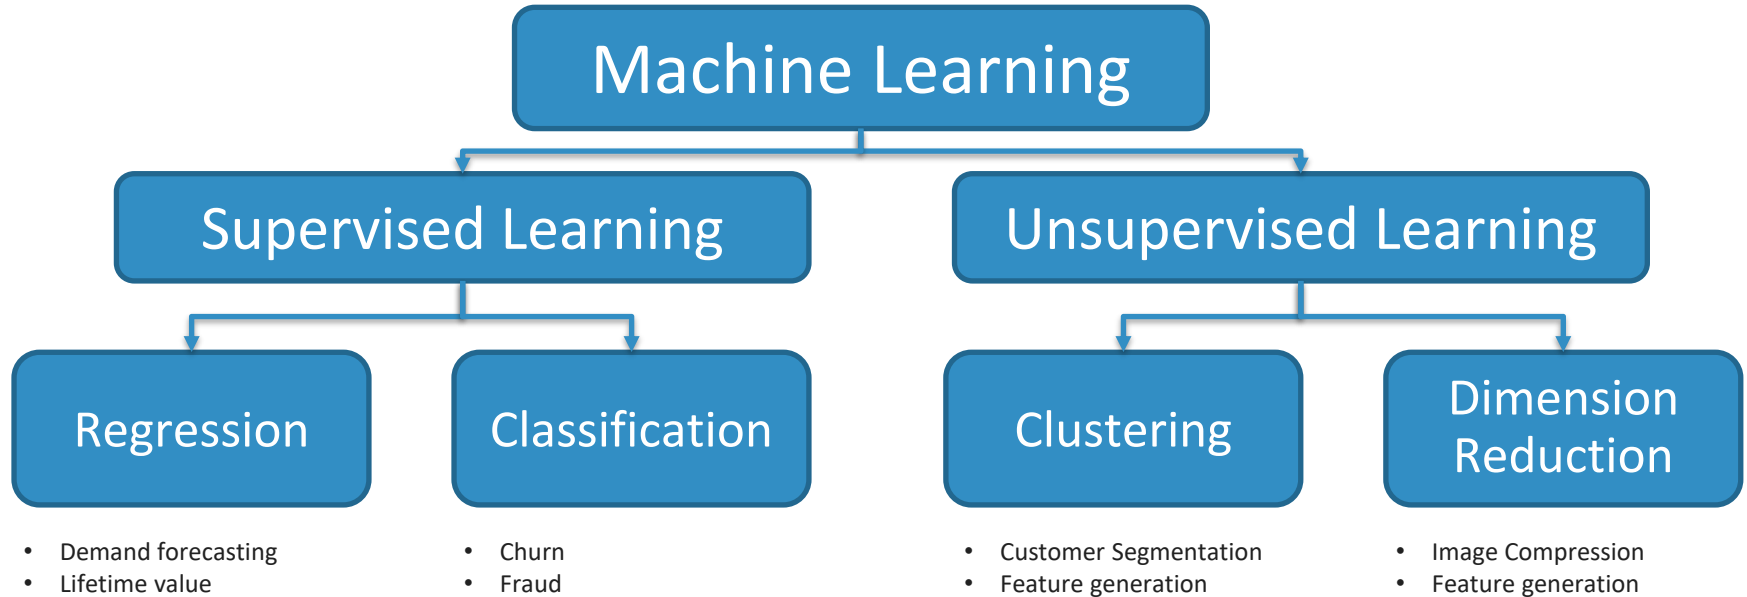 Machine Learning
Supervised Learning
Unsupervised Learning
Regression
Classification
Clustering
Dimension
Reduction
• Demand forecasting
• Lifetime value
• Churn
• Fraud
• Customer Segmentation
• Feature generation
• Image Compression
• Feature generation